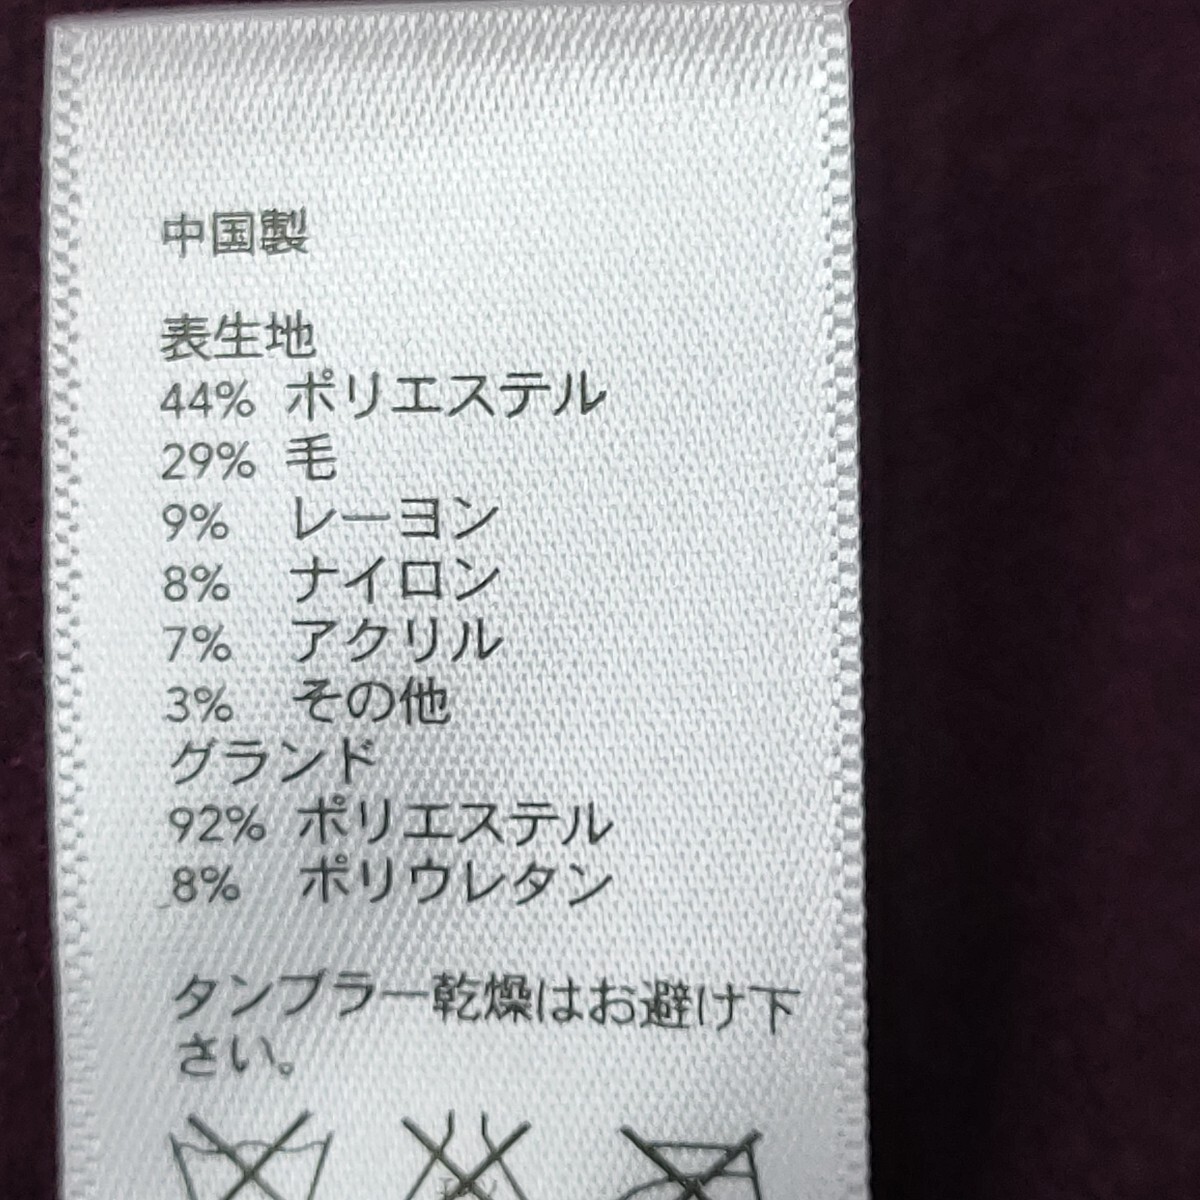 中国製
表生地
44% ポリエステル
29% 毛
9% レーヨン
8% ナイロン
7% アクリル
3% その他
グランド
92% ポリエステル
8% ポリウレタン
タンブラー乾燥はお避け下
さい。